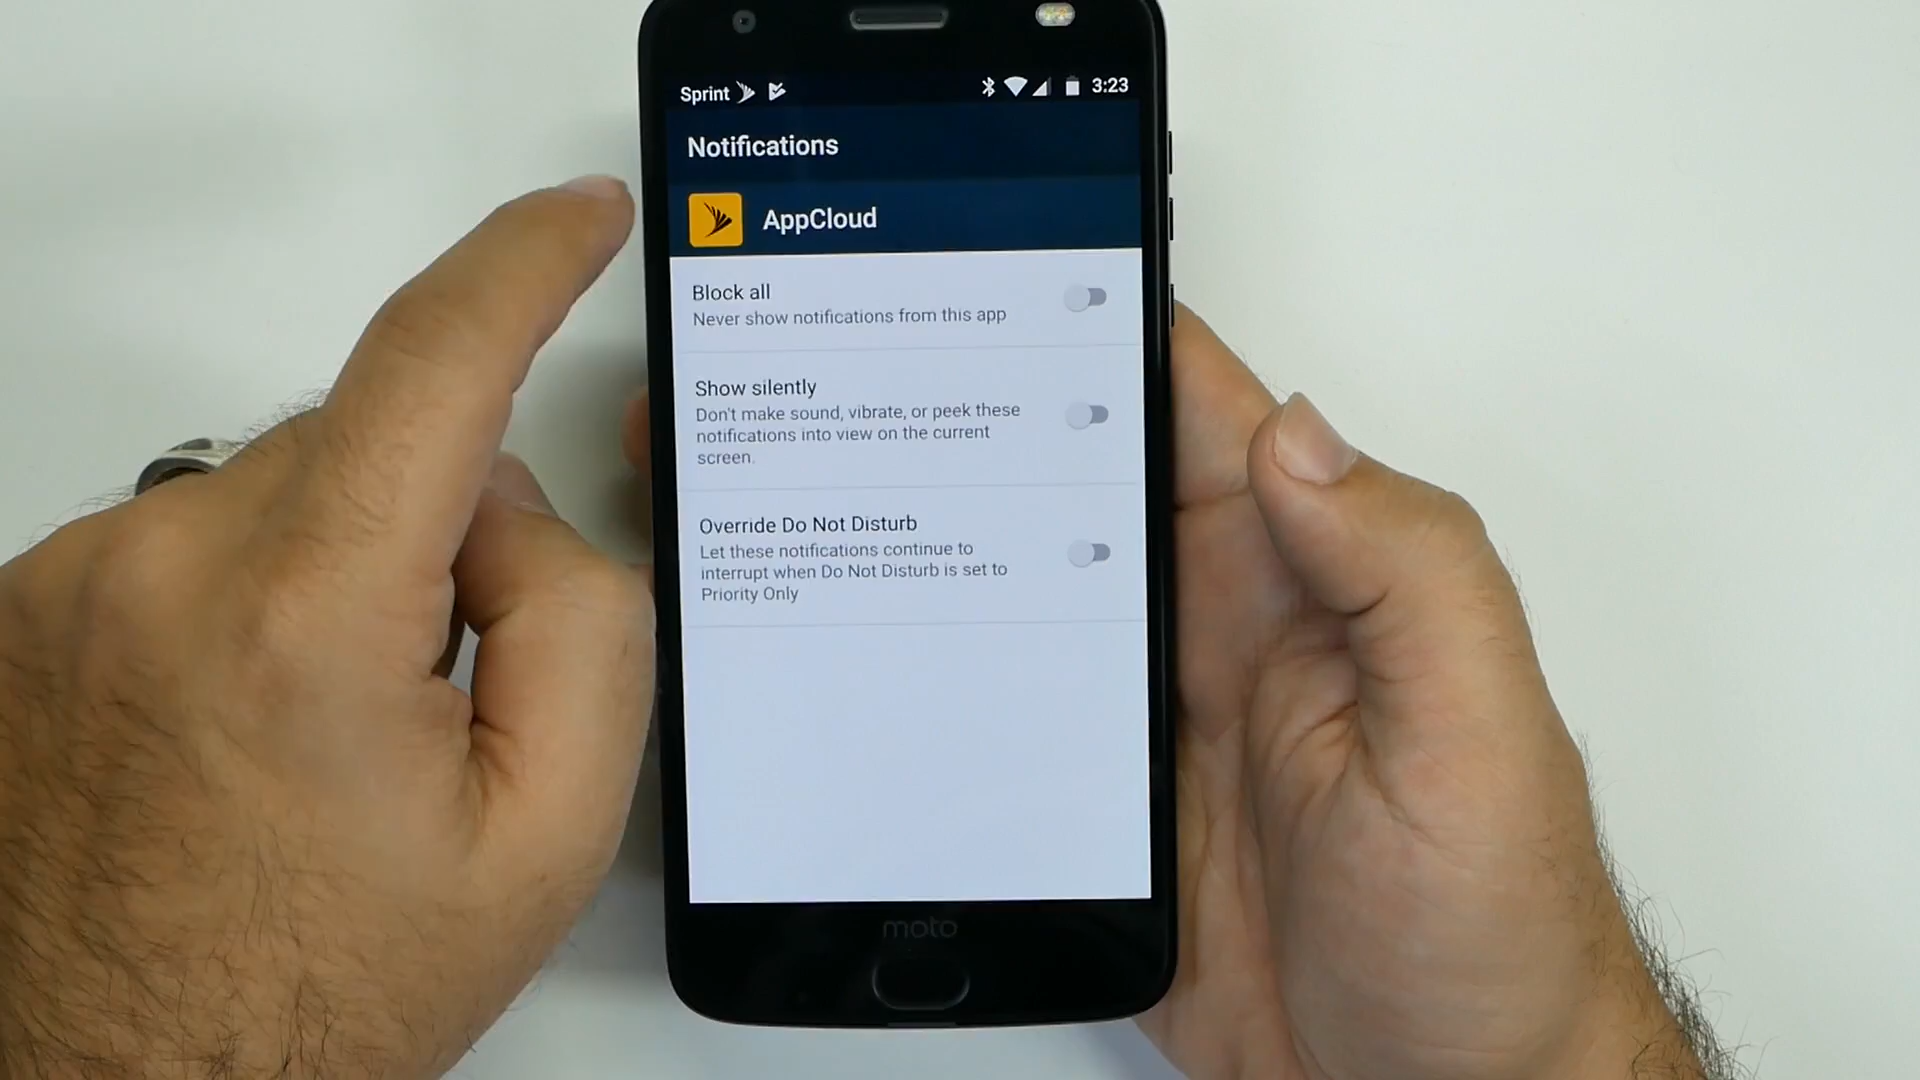 Sprint
3:23
Notifications
AppCloud
Block all
Never show notifications from this app
Show silently
Don't make sound, vibrate, or peek these
notifications into view on the current
screen.
Override Do Not Disturb
Let these notifications continue to
interrupt when Do Not Disturb is set to
Priority Only
moto